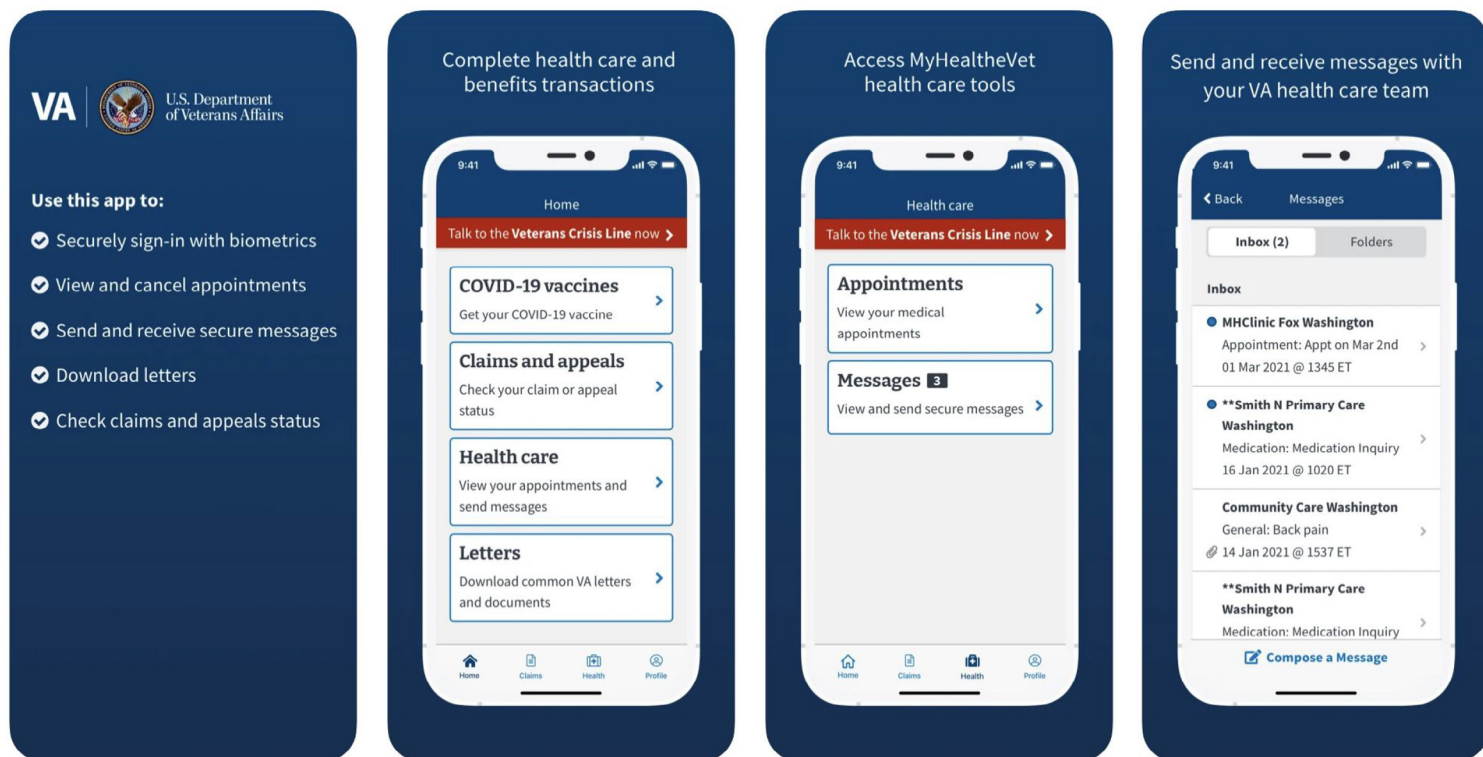 VA
U.S. Department
of Veterans Affairs
Use this app to:
Securely sign-in with biometrics
View and cancel appointments
Send and receive secure messages
Download letters
Check claims and appeals status
Complete health care and
benefits transactions
9:41
Home
Talk to the Veterans Crisis Line now
COVID-19 vaccines
Get your COVID-19 vaccine
Claims and appeals
Check your claim or appeal
status
Health care
View your appointments and
send messages
Letters
Download common VA letters
and documents
Home
Claims
Health
Profile
Access MyHealtheVet
health care tools
9:41
Health care
Talk to the Veterans Crisis Line now
Appointments
View your medical
appointments
Messages 3
View and send secure messages
Home
Claims
Health
Profile
Send and receive messages with
your VA health care team
9:41
Back
Messages
Inbox (2)
Folders
Inbox
MHClinic Fox Washington
Appointment: Appt on Mar 2nd
01 Mar 2021 @ 1345 ET
**Smith N Primary Care
Washington
Medication: Medication Inquiry
16 Jan 2021 @ 1020 ET
Community Care Washington
General: Back pain
14 Jan 2021 @ 1537 ET
**Smith N Primary Care
Washington
Medication: Medication Inquiry
Compose a Message